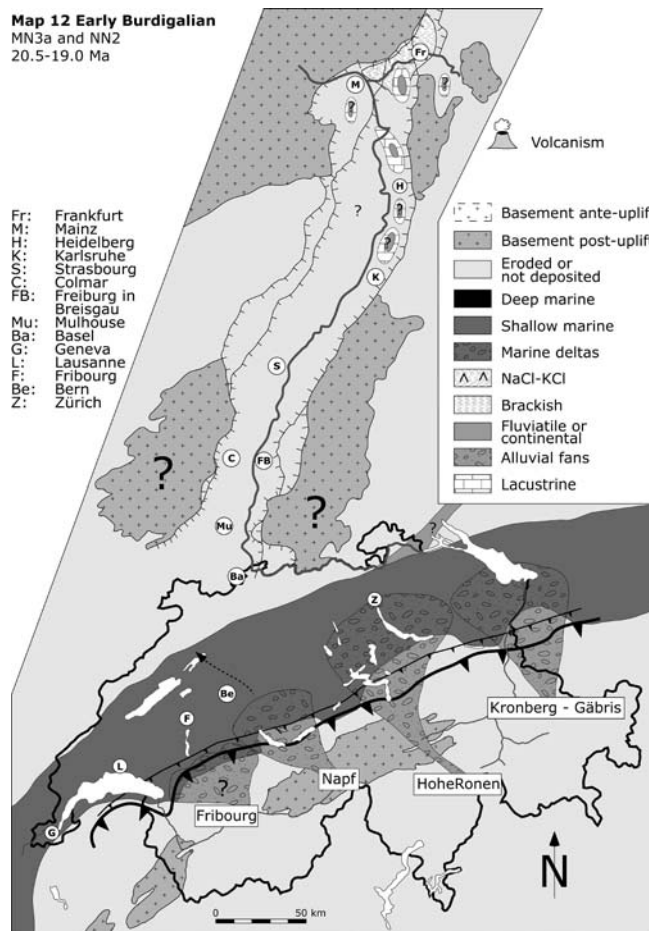 Map 12 Early Burdigalian
MN3a and NN2
20.5-19.0 Ma
Fr: Frankfurt
M: Mainz
H: Heidelberg
K: Karlsruhe
S: Strasbourg
C: Colmar
FB: Freiburg in
Breisgau
Mu: Mulhouse
Ba: Basel
G: Geneva
L: Lausanne
F: Fribourg
Be: Bern
Z: Zürich
Volcanism
Basement ante-uplif
Basement post-uplif
Eroded or
not deposited
Deep marine
Shallow marine
Marine deltas
NaCl-KCl
Brackish
Fluviatile or
continental
Alluvial fans
Lacustrine
Fr
M
?
?
H
?
?
?
K
S
?
C
FB
?
Mu
?
Ba
Z
Be
F
Kronberg - Gäbris
L
Napf
HoheRonen
?
Fribourg
G
N
0 50 km